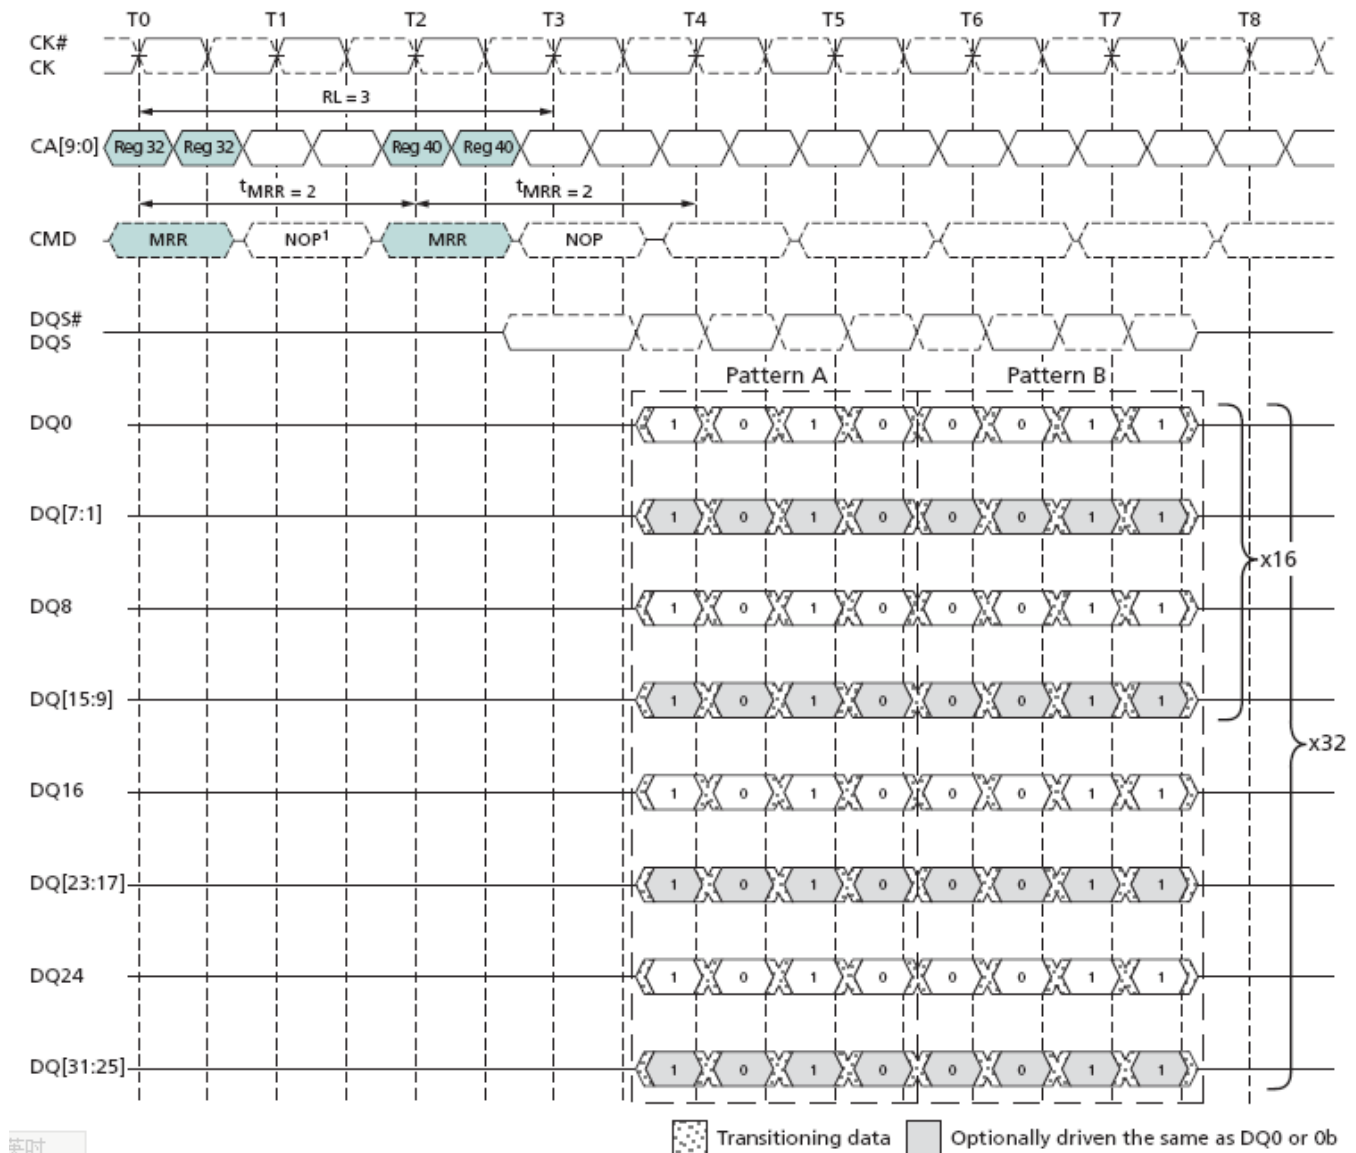 T0 T1 T2 T3 T4 T5 T6 T7 T8
CK#
CK
RL = 3
CA[9:0] Reg 32 Reg 32 Reg 40 Reg 40
tMRR = 2 tMRR = 2
CMD MRR NOP1 MRR NOP
DQS#
DQS
Pattern A Pattern B
DQ0 1 0 1 0 0 0 1 1
DQ[7:1] 1 0 1 0 0 0 1 1
x16
DQ8 1 0 1 0 0 0 1 1
DQ[15:9] 1 0 1 0 0 0 1 1
x32
DQ16 1 0 1 0 0 0 1 1
DQ[23:17] 1 0 1 0 0 0 1 1
DQ24 1 0 1 0 0 0 1 1
DQ[31:25] 1 0 1 0 0 0 1 1
Transitioning data Optionally driven the same as DQ0 or 0b